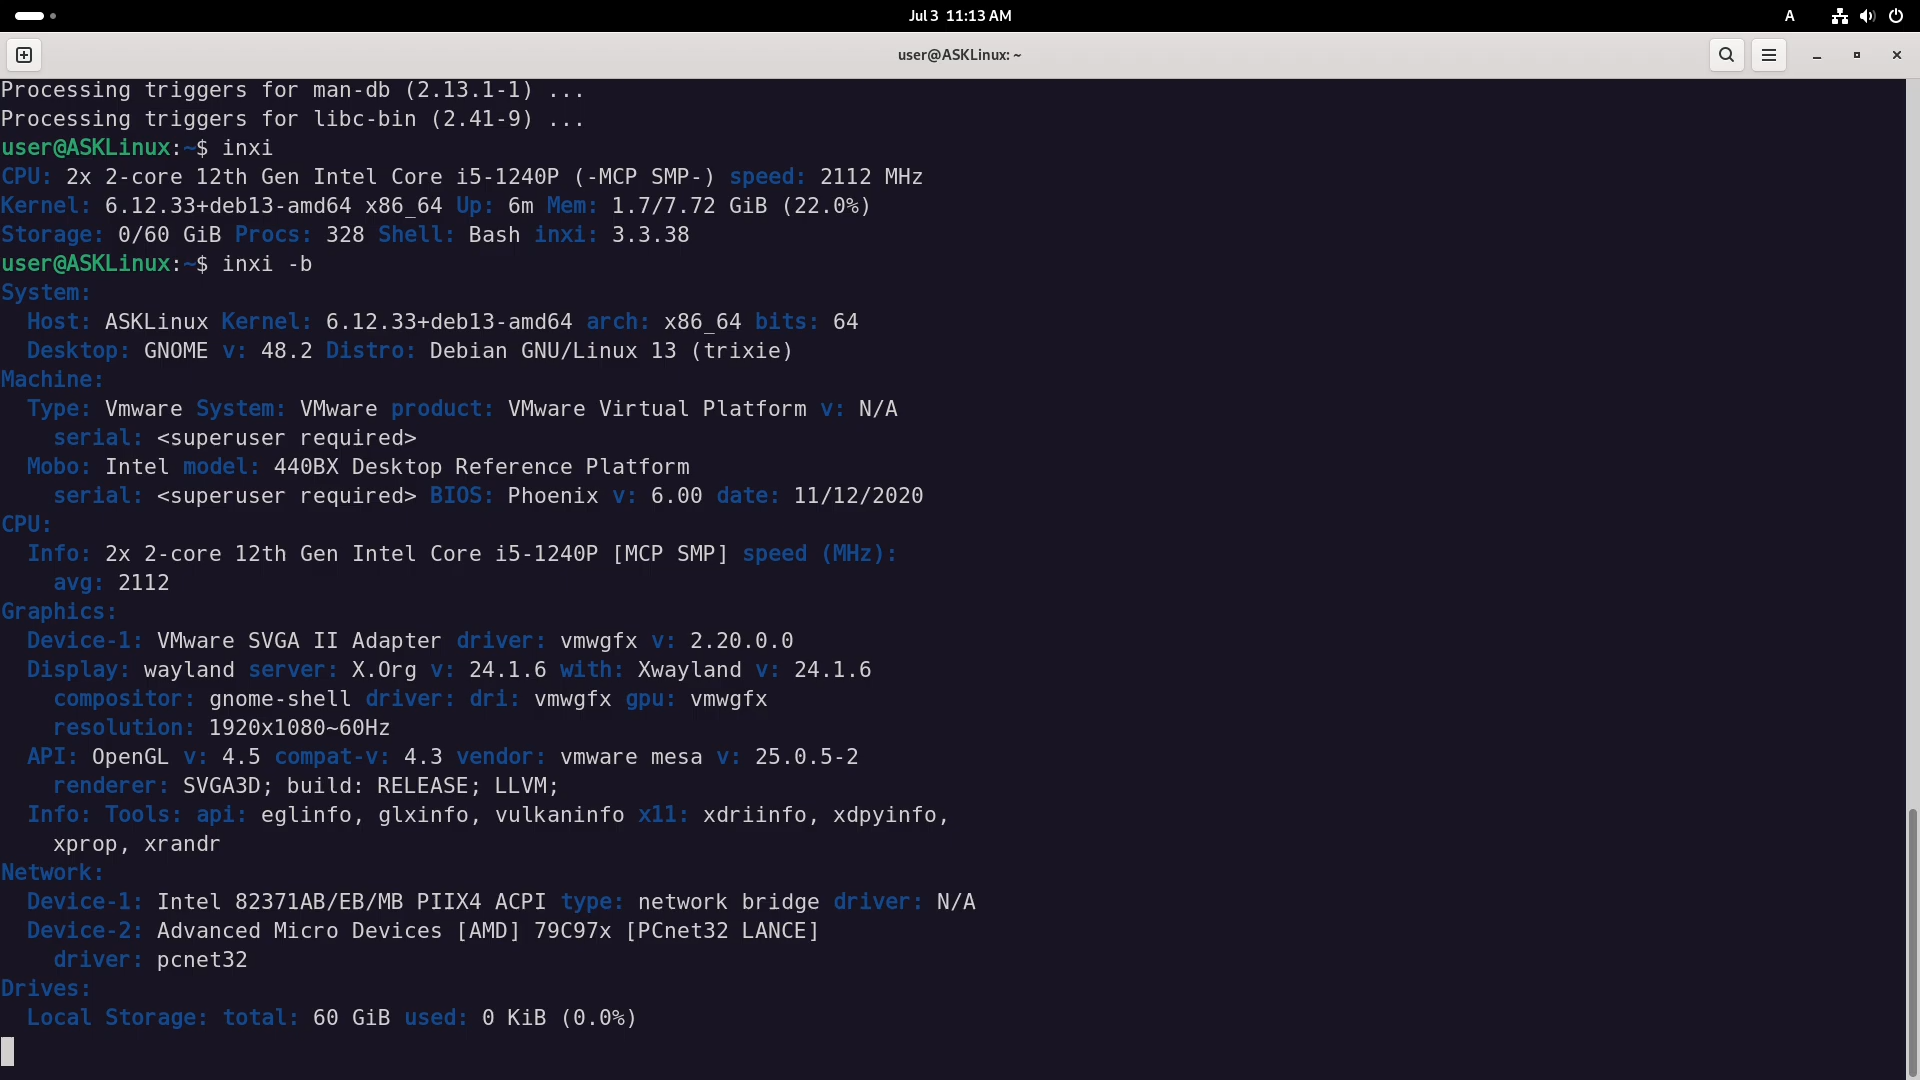 Jul 3 11:13 AM
A
user@ASKLinux: ~
Processing triggers for man-db (2.13.1-1) ...
Processing triggers for libc-bin (2.41-9) ...
user@ASKLinux:~$ inxi
CPU: 2x 2-core 12th Gen Intel Core i5-1240P (-MCP SMP-) speed: 2112 MHz
Kernel: 6.12.33+deb13-amd64 x86_64 Up: 6m Mem: 1.7/7.72 GiB (22.0%)
Storage: 0/60 GiB Procs: 328 Shell: Bash inxi: 3.3.38
user@ASKLinux:~$ inxi -b
System:
  Host: ASKLinux Kernel: 6.12.33+deb13-amd64 arch: x86_64 bits: 64
  Desktop: GNOME v: 48.2 Distro: Debian GNU/Linux 13 (trixie)
Machine:
  Type: Vmware System: VMware product: VMware Virtual Platform v: N/A
    serial: <superuser required>
  Mobo: Intel model: 440BX Desktop Reference Platform
    serial: <superuser required> BIOS: Phoenix v: 6.00 date: 11/12/2020
CPU:
  Info: 2x 2-core 12th Gen Intel Core i5-1240P [MCP SMP] speed (MHz):
    avg: 2112
Graphics:
  Device-1: VMware SVGA II Adapter driver: vmwgfx v: 2.20.0.0
  Display: wayland server: X.Org v: 24.1.6 with: Xwayland v: 24.1.6
    compositor: gnome-shell driver: dri: vmwgfx gpu: vmwgfx
    resolution: 1920x1080~60Hz
  API: OpenGL v: 4.5 compat-v: 4.3 vendor: vmware mesa v: 25.0.5-2
    renderer: SVGA3D; build: RELEASE; LLVM;
  Info: Tools: api: eglinfo, glxinfo, vulkaninfo x11: xdriinfo, xdpyinfo,
    xprop, xrandr
Network:
  Device-1: Intel 82371AB/EB/MB PIIX4 ACPI type: network bridge driver: N/A
  Device-2: Advanced Micro Devices [AMD] 79C97x [PCnet32 LANCE]
    driver: pcnet32
Drives:
  Local Storage: total: 60 GiB used: 0 KiB (0.0%)